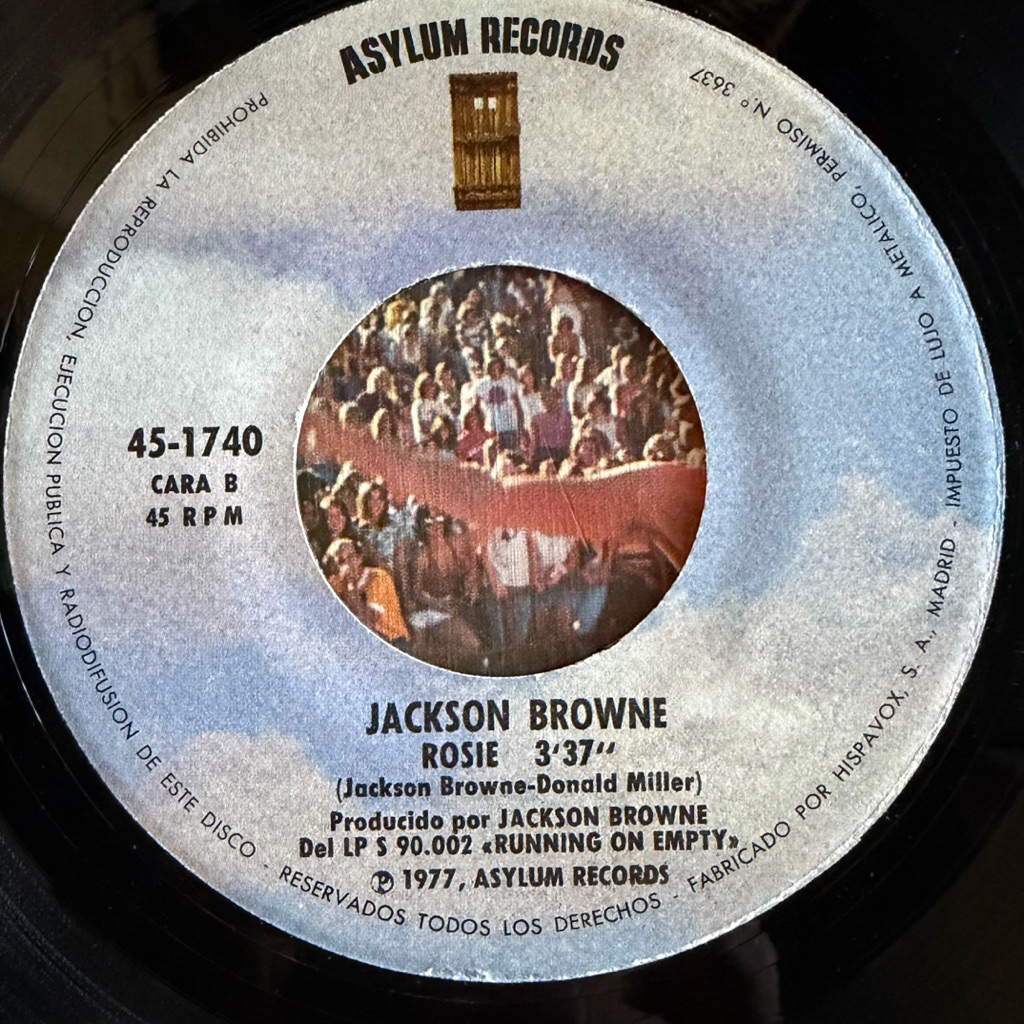 ASYLUM RECORDS
45-1740
CARA B
45 RPM
JACKSON BROWNE
ROSIE 3'37"
(Jackson Browne-Donald Miller)
Producido por JACKSON BROWNE
Del LP S 90.002 «RUNNING ON EMPTY»
Ⓟ 1977, ASYLUM RECORDS
PROHIBIDA LA REPRODUCCION, EJECUCION PUBLICA Y RADIODIFUSION DE ESTE DISCO - RESERVADOS TODOS LOS DERECHOS - FABRICADO POR HISPAVOX, S. A., MADRID - IMPUESTO DE LUJO A METALICO, PERMISO N.º 3637